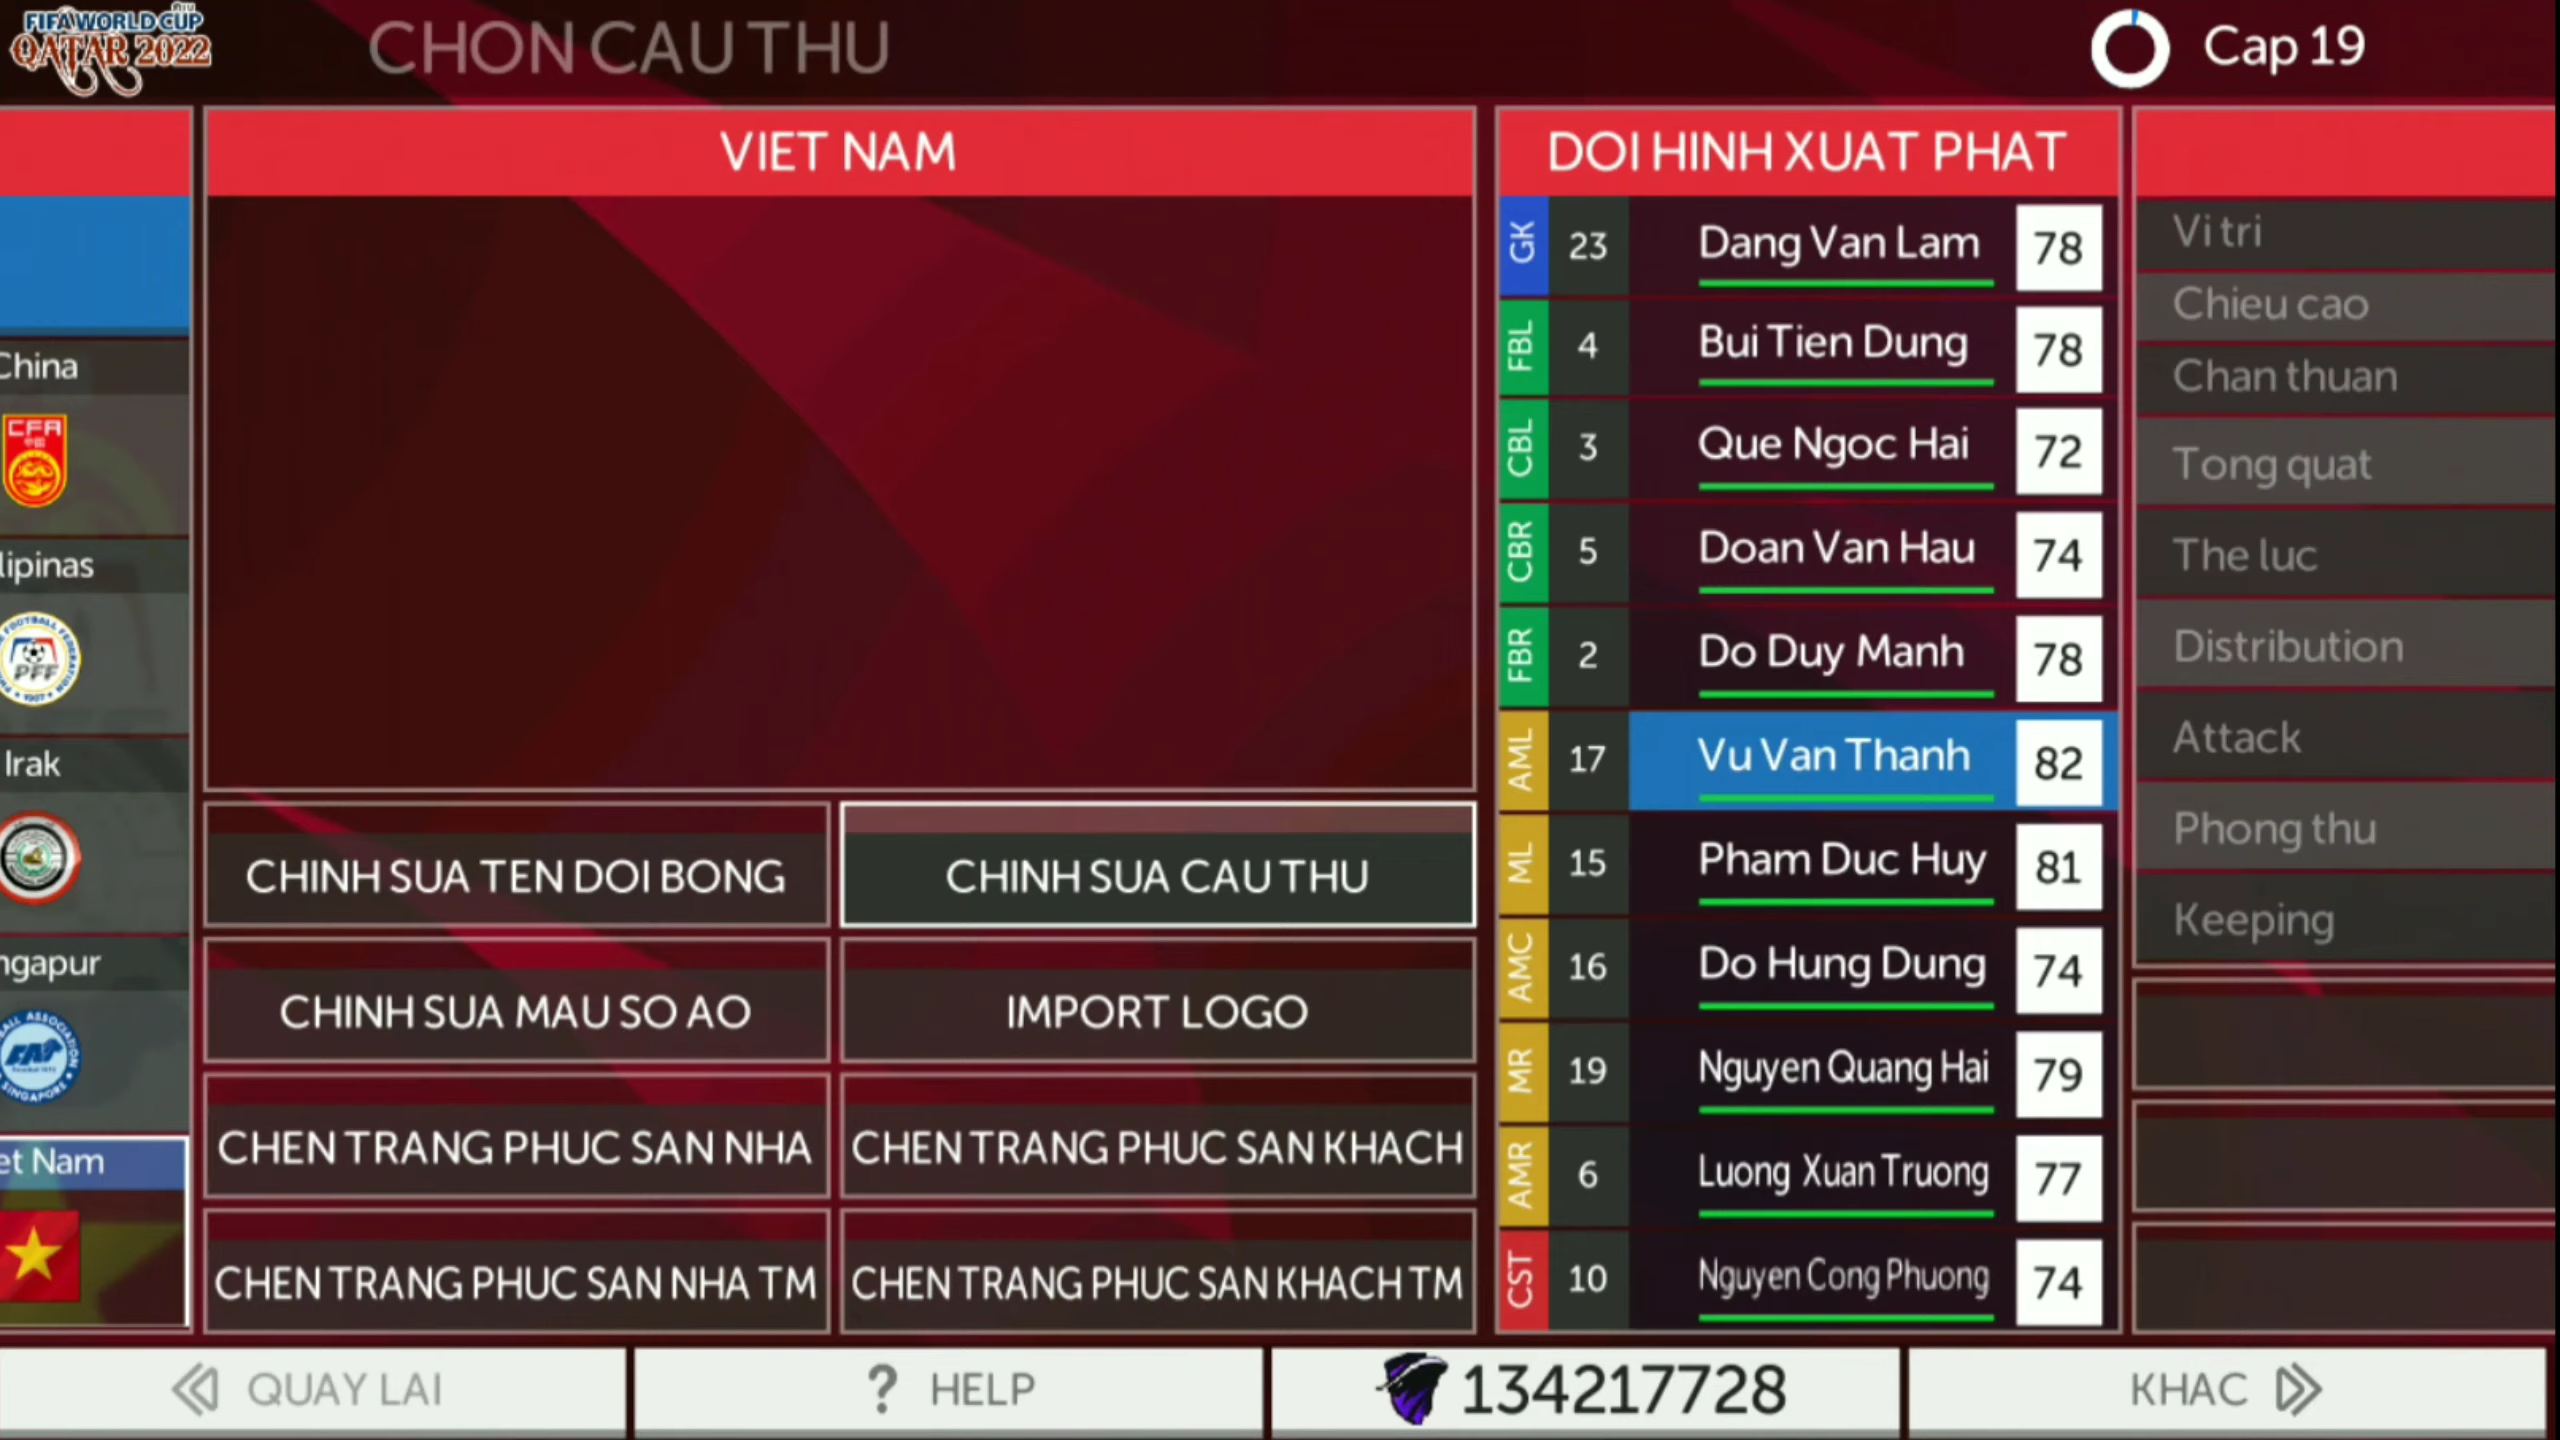 FIFA WORLD CUP
QATAR 2022
CHON CAU THU
Cap 19
China
lipinas
Irak
ngapur
et Nam
CFA
PFF
VIET NAM
CHINH SUA TEN DOI BONG
CHINH SUA CAU THU
CHINH SUA MAU SO AO
IMPORT LOGO
CHEN TRANG PHUC SAN NHA
CHEN TRANG PHUC SAN KHACH
CHEN TRANG PHUC SAN NHA TM
CHEN TRANG PHUC SAN KHACH TM
DOI HINH XUAT PHAT
GK 23 Dang Van Lam 78
FBL 4 Bui Tien Dung 78
CBL 3 Que Ngoc Hai 72
CBR 5 Doan Van Hau 74
FBR 2 Do Duy Manh 78
AML 17 Vu Van Thanh 82
ML 15 Pham Duc Huy 81
AMC 16 Do Hung Dung 74
MR 19 Nguyen Quang Hai 79
AMR 6 Luong Xuan Truong 77
CST 10 Nguyen Cong Phuong 74
Vi tri
Chieu cao
Chan thuan
Tong quat
The luc
Distribution
Attack
Phong thu
Keeping
QUAY LAI
? HELP
134217728
KHAC